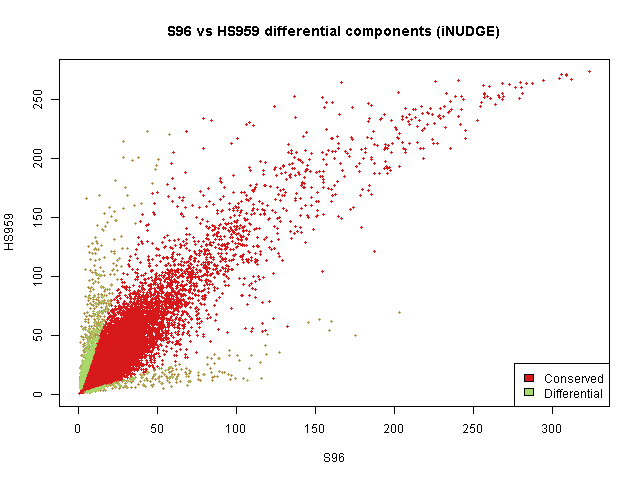 S96 vs HS959 differential components (iNUDGE)
HS959
250
200
150
100
50
0
0 50 100 150 200 250 300
S96
Conserved
Differential